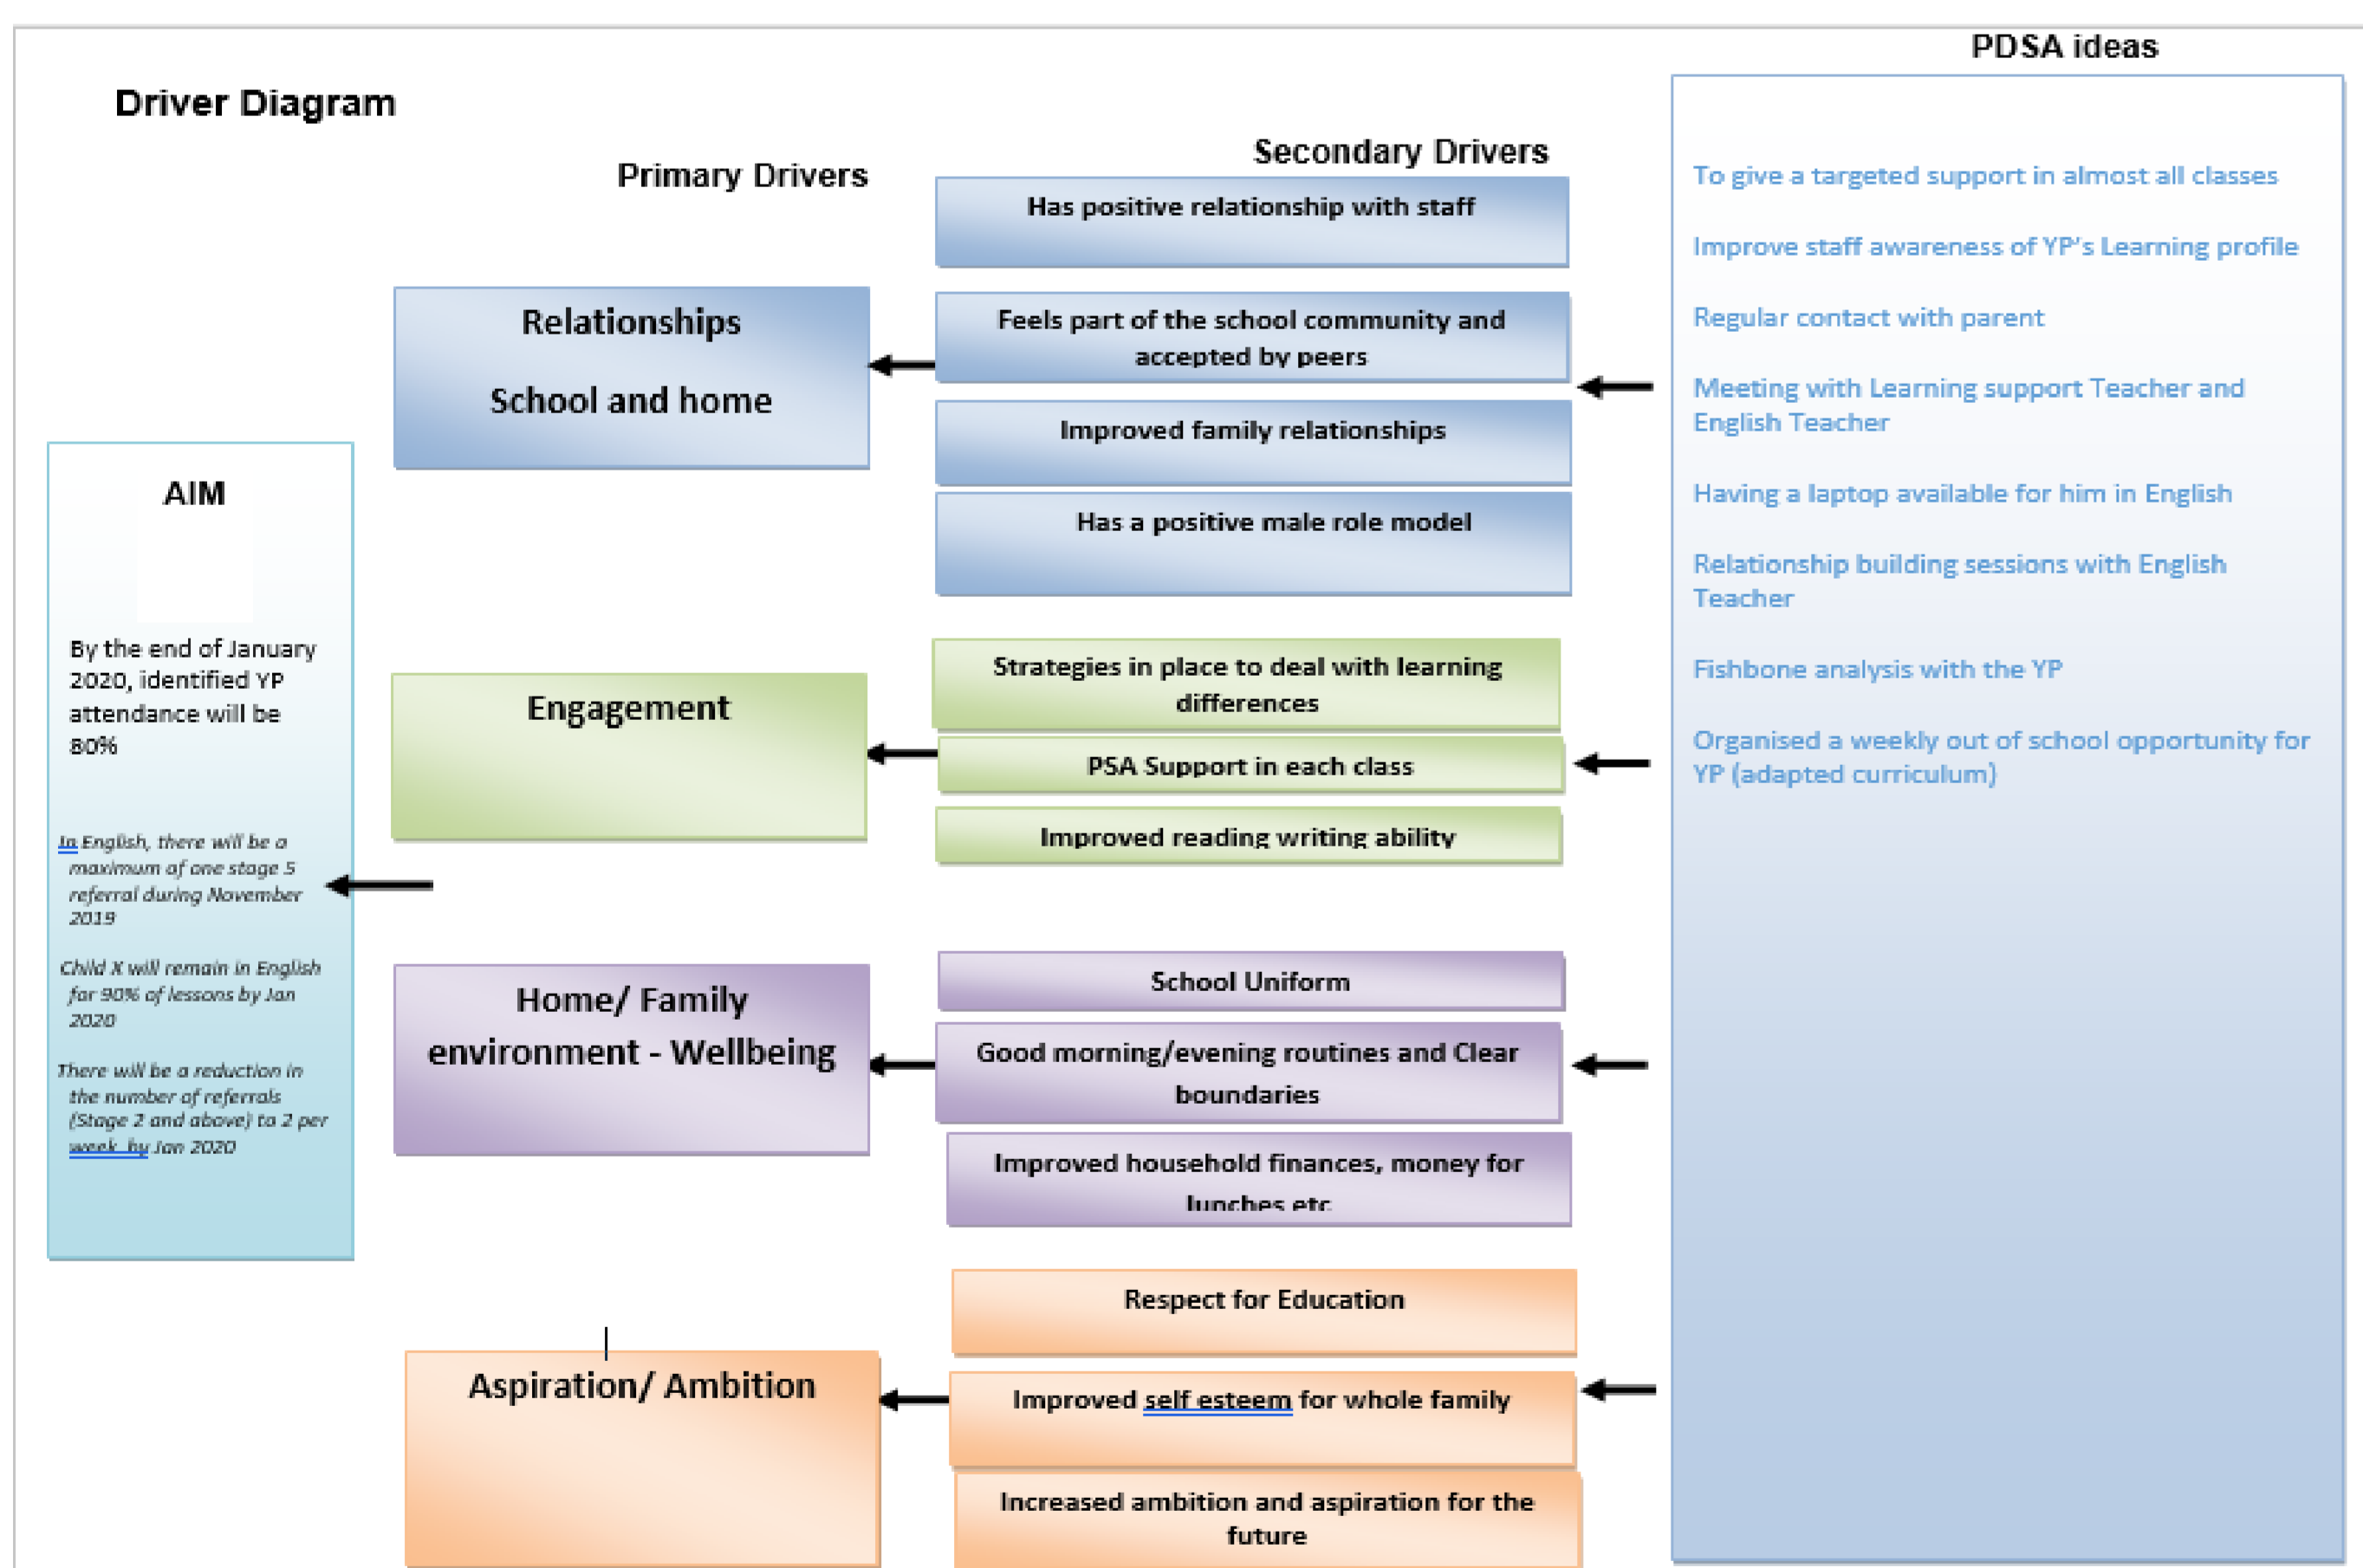 PDSA ideas
Driver Diagram
Primary Drivers
Secondary Drivers
AIM
By the end of January
2020, identified YP
attendance will be
80%
In English, there will be a
maximum of one stage 5
referral during November
2019
Child X will remain in English
for 90% of lessons by Jan
2020
There will be a reduction in
the number of referrals
(Stage 2 and above) to 2 per
week by Jan 2020
Relationships
School and home
Has positive relationship with staff
Feels part of the school community and
accepted by peers
Improved family relationships
Has a positive male role model
Engagement
Strategies in place to deal with learning
differences
PSA Support in each class
Improved reading writing ability
Home/ Family
environment - Wellbeing
School Uniform
Good morning/evening routines and Clear
boundaries
Improved household finances, money for
lunches etc
Aspiration/ Ambition
Respect for Education
Improved self esteem for whole family
Increased ambition and aspiration for the
future
To give a targeted support in almost all classes
Improve staff awareness of YP's Learning profile
Regular contact with parent
Meeting with Learning support Teacher and
English Teacher
Having a laptop available for him in English
Relationship building sessions with English
Teacher
Fishbone analysis with the YP
Organised a weekly out of school opportunity for
YP (adapted curriculum)